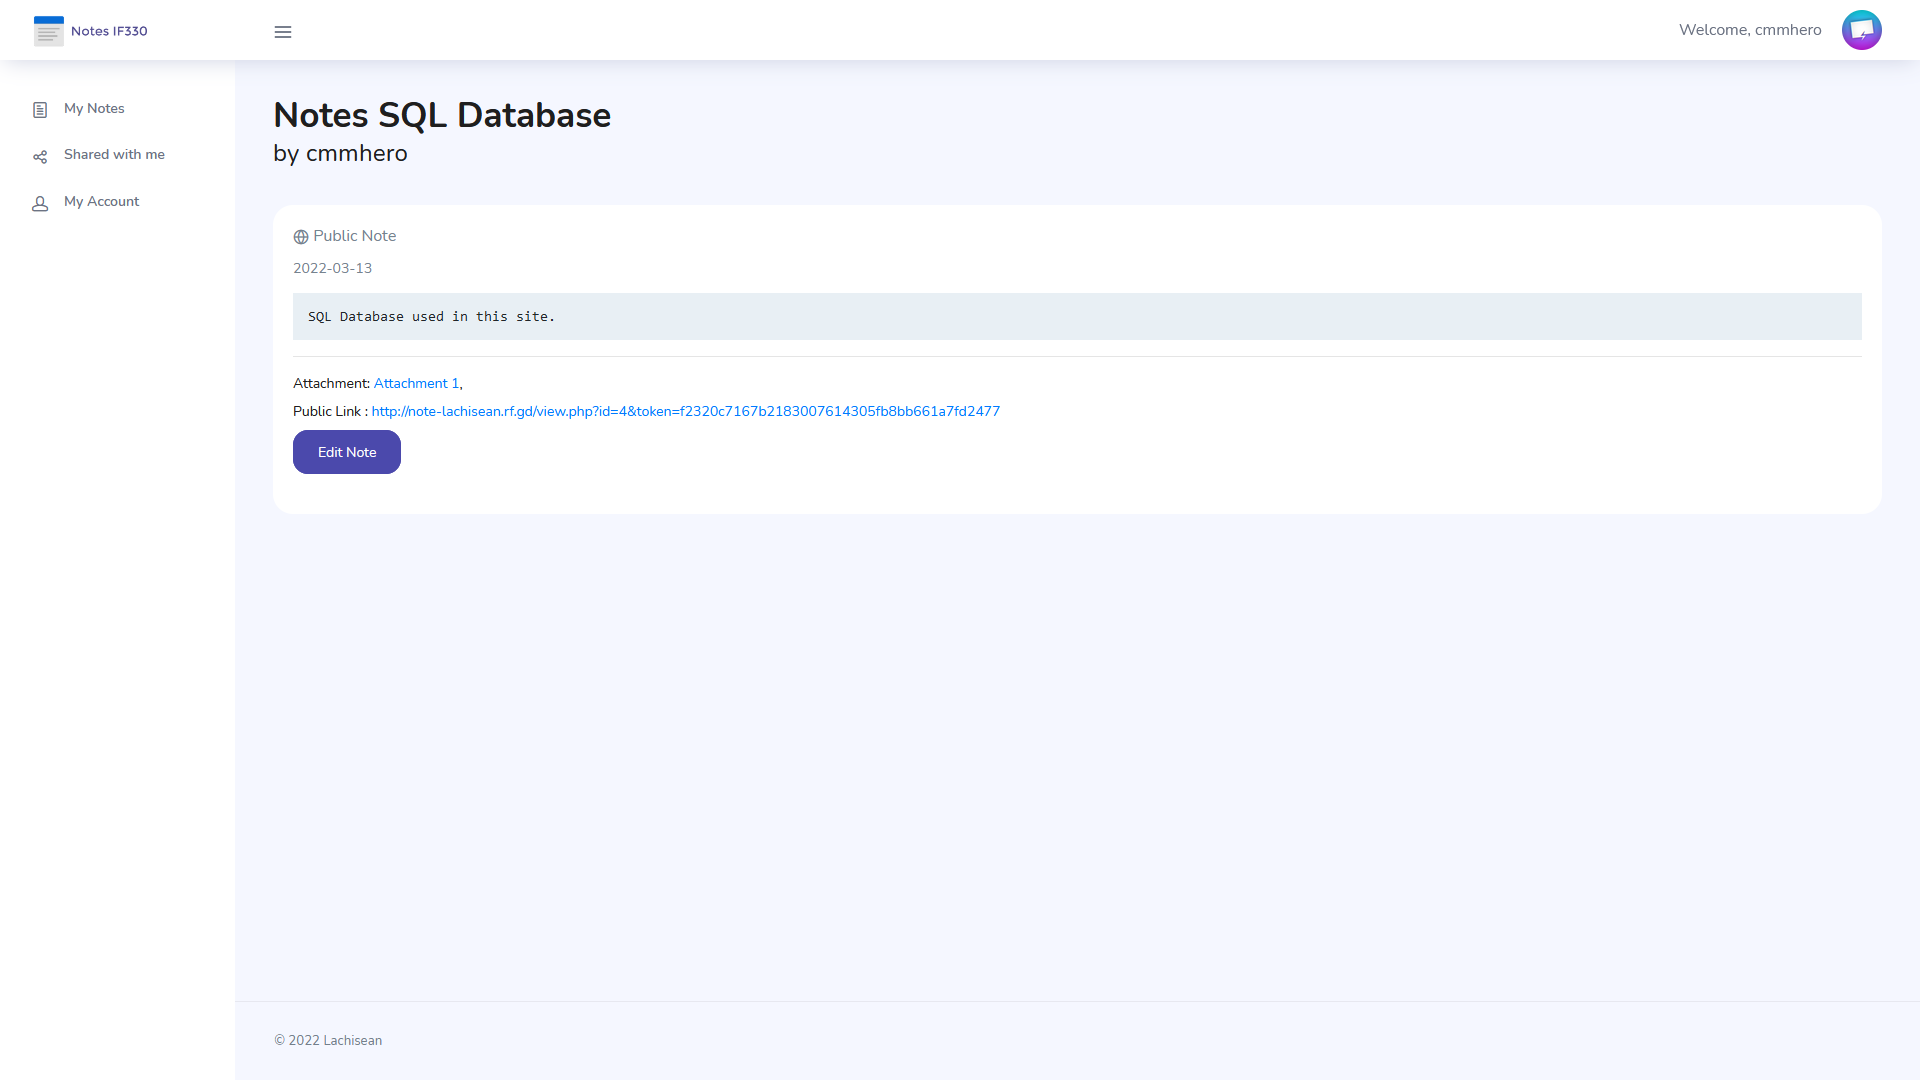 Notes IF330
Welcome, cmmhero
My Notes
Shared with me
My Account
Notes SQL Database
by cmmhero
Public Note
2022-03-13
SQL Database used in this site.
Attachment: Attachment 1,
Public Link : http://note-lachisean.rf.gd/view.php?id=4&token=f2320c7167b2183007614305fb8bb661a7fd2477
Edit Note
© 2022 Lachisean